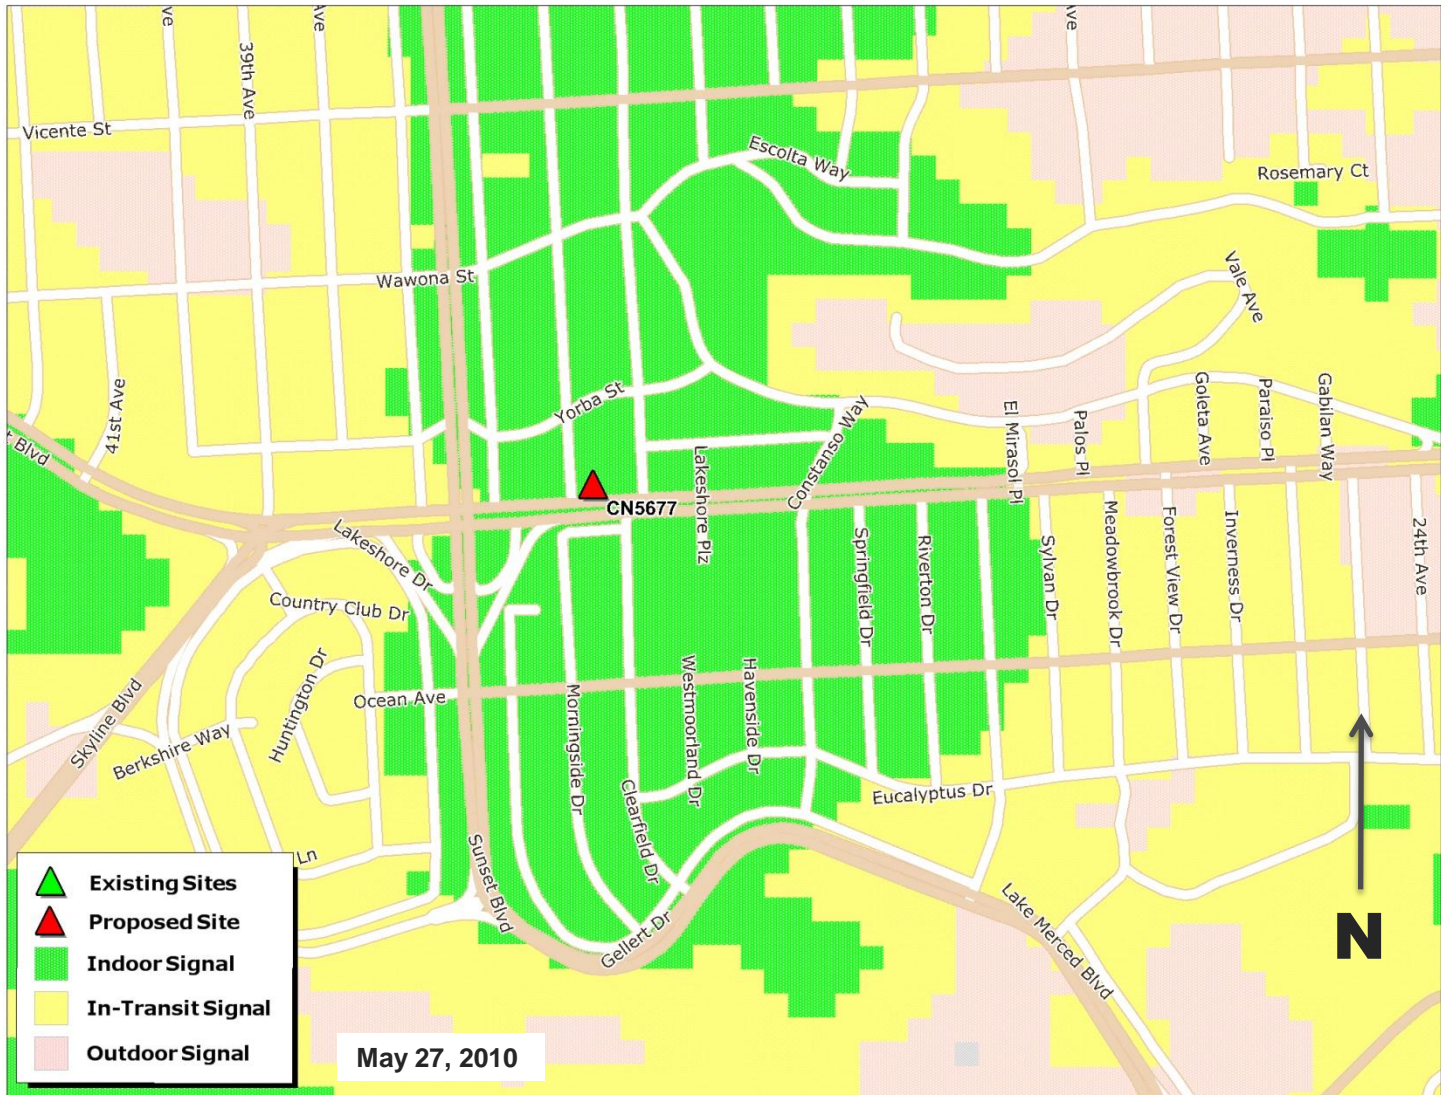 ve
Ave
39th Ave
Ave
Vicente St
Escolta Way
Rosemary Ct
Wawona St
Vale Ave
41st Ave
Yorba St
Constanso Way
El Mirasol Pl
Palos Pl
Goleta Ave
Paraiso Pl
Gabilan Way
t Blvd
Lakeshore Plz
CN5677
Lakeshore Dr
Springfield Dr
Riverton Dr
Sylvan Dr
Meadowbrook Dr
Forest View Dr
Inverness Dr
24th Ave
Country Club Dr
Huntington Dr
Ocean Ave
Skyline Blvd
Berkshire Way
Morningside Dr
Westmoorland Dr
Havenside Dr
Clearfield Dr
Eucalyptus Dr
Sunset Blvd
Gellert Dr
Lake Merced Blvd
Ln
N
Existing Sites
Proposed Site
Indoor Signal
In-Transit Signal
Outdoor Signal
May 27, 2010